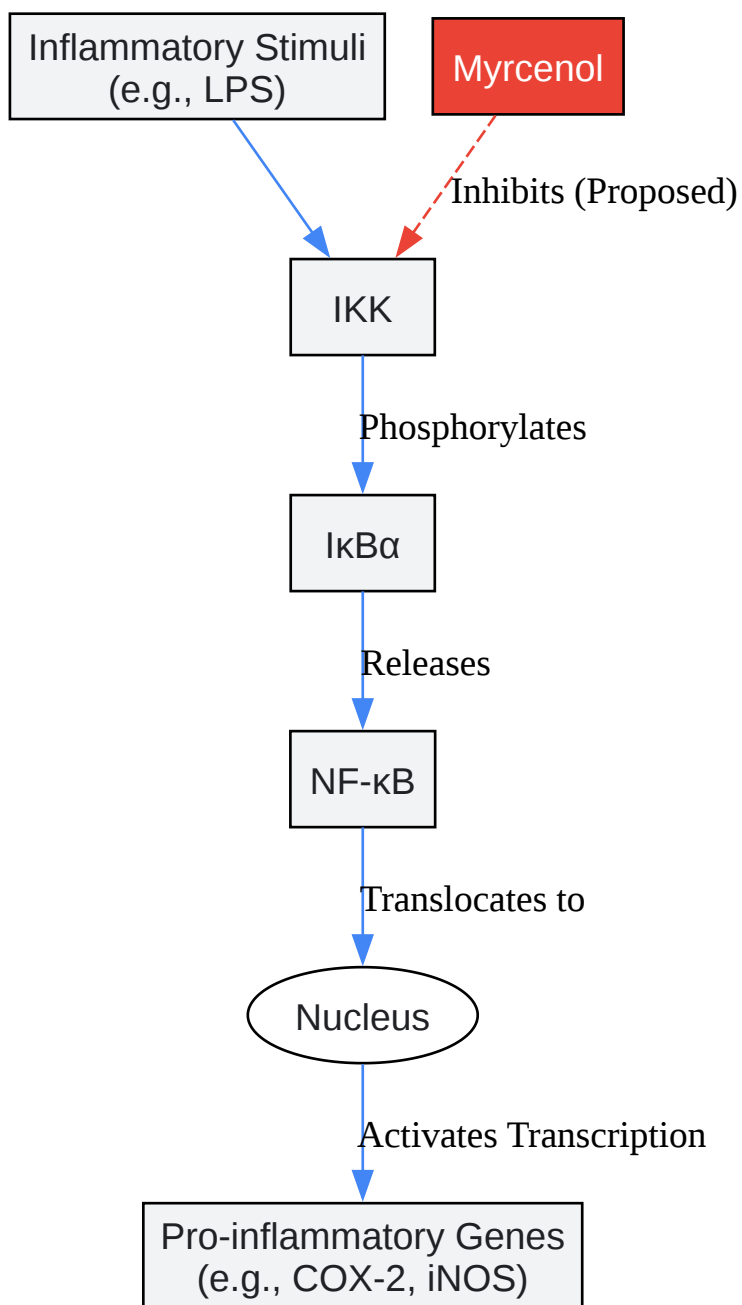 Inflammatory Stimuli
(e.g., LPS)
Myrcenol
Inhibits (Proposed)
IKK
Phosphorylates
IκBα
Releases
NF-κB
Translocates to
Nucleus
Activates Transcription
Pro-inflammatory Genes
(e.g., COX-2, iNOS)